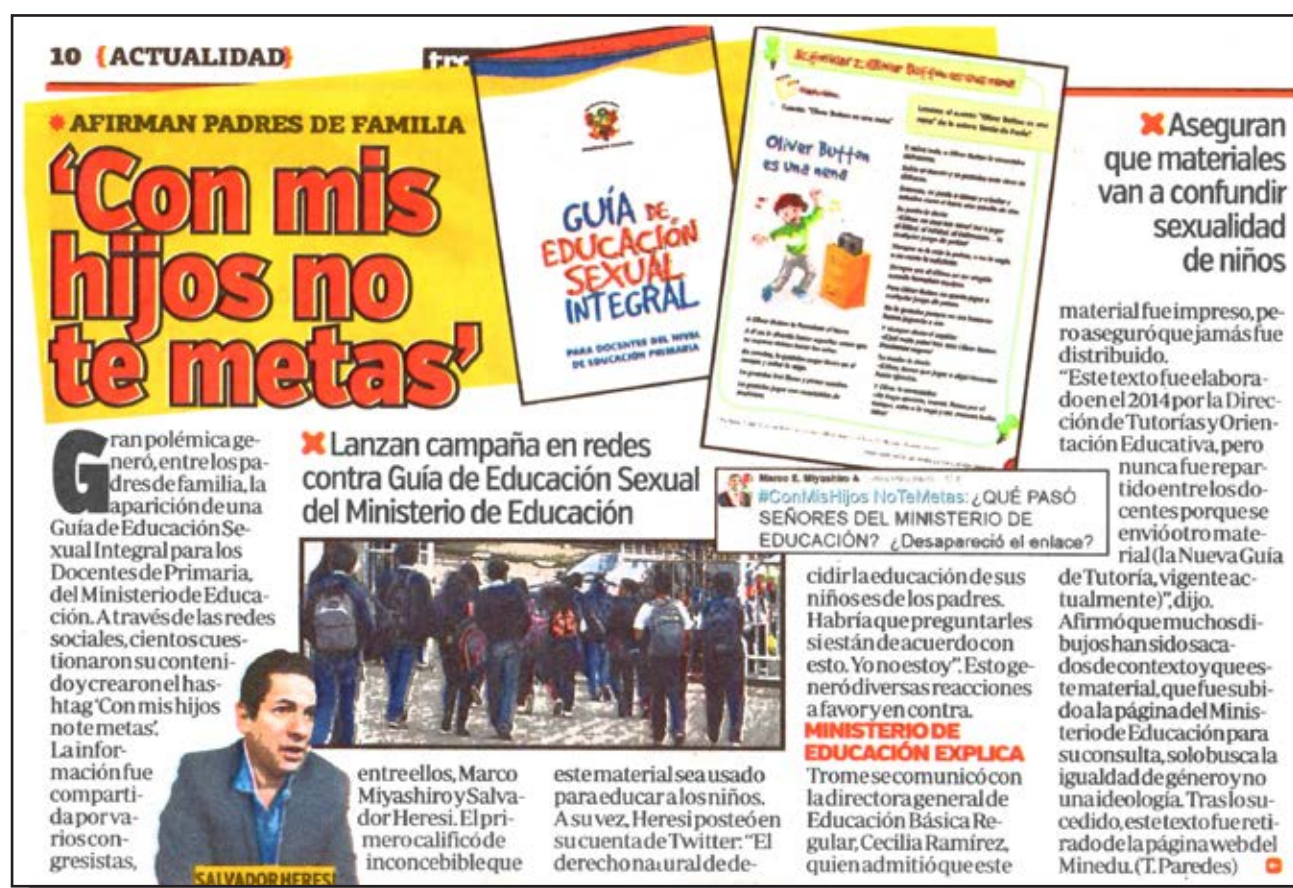 10 {ACTUALIDAD}
trc
* AFIRMAN PADRES DE FAMILIA
‘Con mis
hijos no
te metas’
GUÍA DE
EDUCACIÓN
SEXUAL
INTEGRAL
PARA DOCENTES DEL NIVEL
DE EDUCACIÓN PRIMARIA
Oliver Button
es una nena
✖ Aseguran
que materiales
van a confundir
sexualidad
de niños
✖ Lanzan campaña en redes
contra Guía de Educación Sexual
del Ministerio de Educación
Marco E. Miyashiro A
#ConMisHijos NoTeMetas: ¿QUÉ PASÓ
SEÑORES DEL MINISTERIO DE
EDUCACIÓN? ¿Desapareció el enlace?
Gran polémica ge-
neró, entre los pa-
dres de familia, la
aparición de una
Guía de Educación Se-
xual Integral para los
Docentes de Primaria,
del Ministerio de Educa-
ción. A través de las redes
sociales, cientos cues-
tionaron su conteni-
do y crearon el has-
htag ‘Con mis hijos
no te metas’.
La infor-
mación fue
comparti-
da por va-
rios con-
gresistas,
SALVADOR HERESI
entre ellos, Marco
Miyashiro y Salva-
dor Heresi. El pri-
mero calificó de
inconcebible que
este material sea usado
para educar a los niños.
A su vez, Heresi posteó en
su cuenta de Twitter: “El
derecho natural de de-
cidir la educación de sus
niños es de los padres.
Habría que preguntarles
si están de acuerdo con
esto. Yo no estoy”. Esto ge-
neró diversas reacciones
a favor y en contra.
MINISTERIO DE
EDUCACIÓN EXPLICA
Trome se comunicó con
la directora general de
Educación Básica Re-
gular, Cecilia Ramírez,
quien admitió que este
material fue impreso, pe-
ro aseguró que jamás fue
distribuido.
“Este texto fue elabora-
do en el 2014 por la Direc-
ción de Tutorías y Orien-
tación Educativa, pero
nunca fue repar-
tido entre los do-
centes porque se
envió otro mate-
rial (la Nueva Guía
de Tutoría, vigente ac-
tualmente)”, dijo.
Afirmó que muchos di-
bujos han sido saca-
dos de contexto y que es-
te material, que fue subi-
do a la página del Minis-
terio de Educación para
su consulta, solo busca la
igualdad de género y no
una ideología. Tras lo su-
cedido, este texto fue reti-
rado de la página web del
Minedu. (T. Paredes)